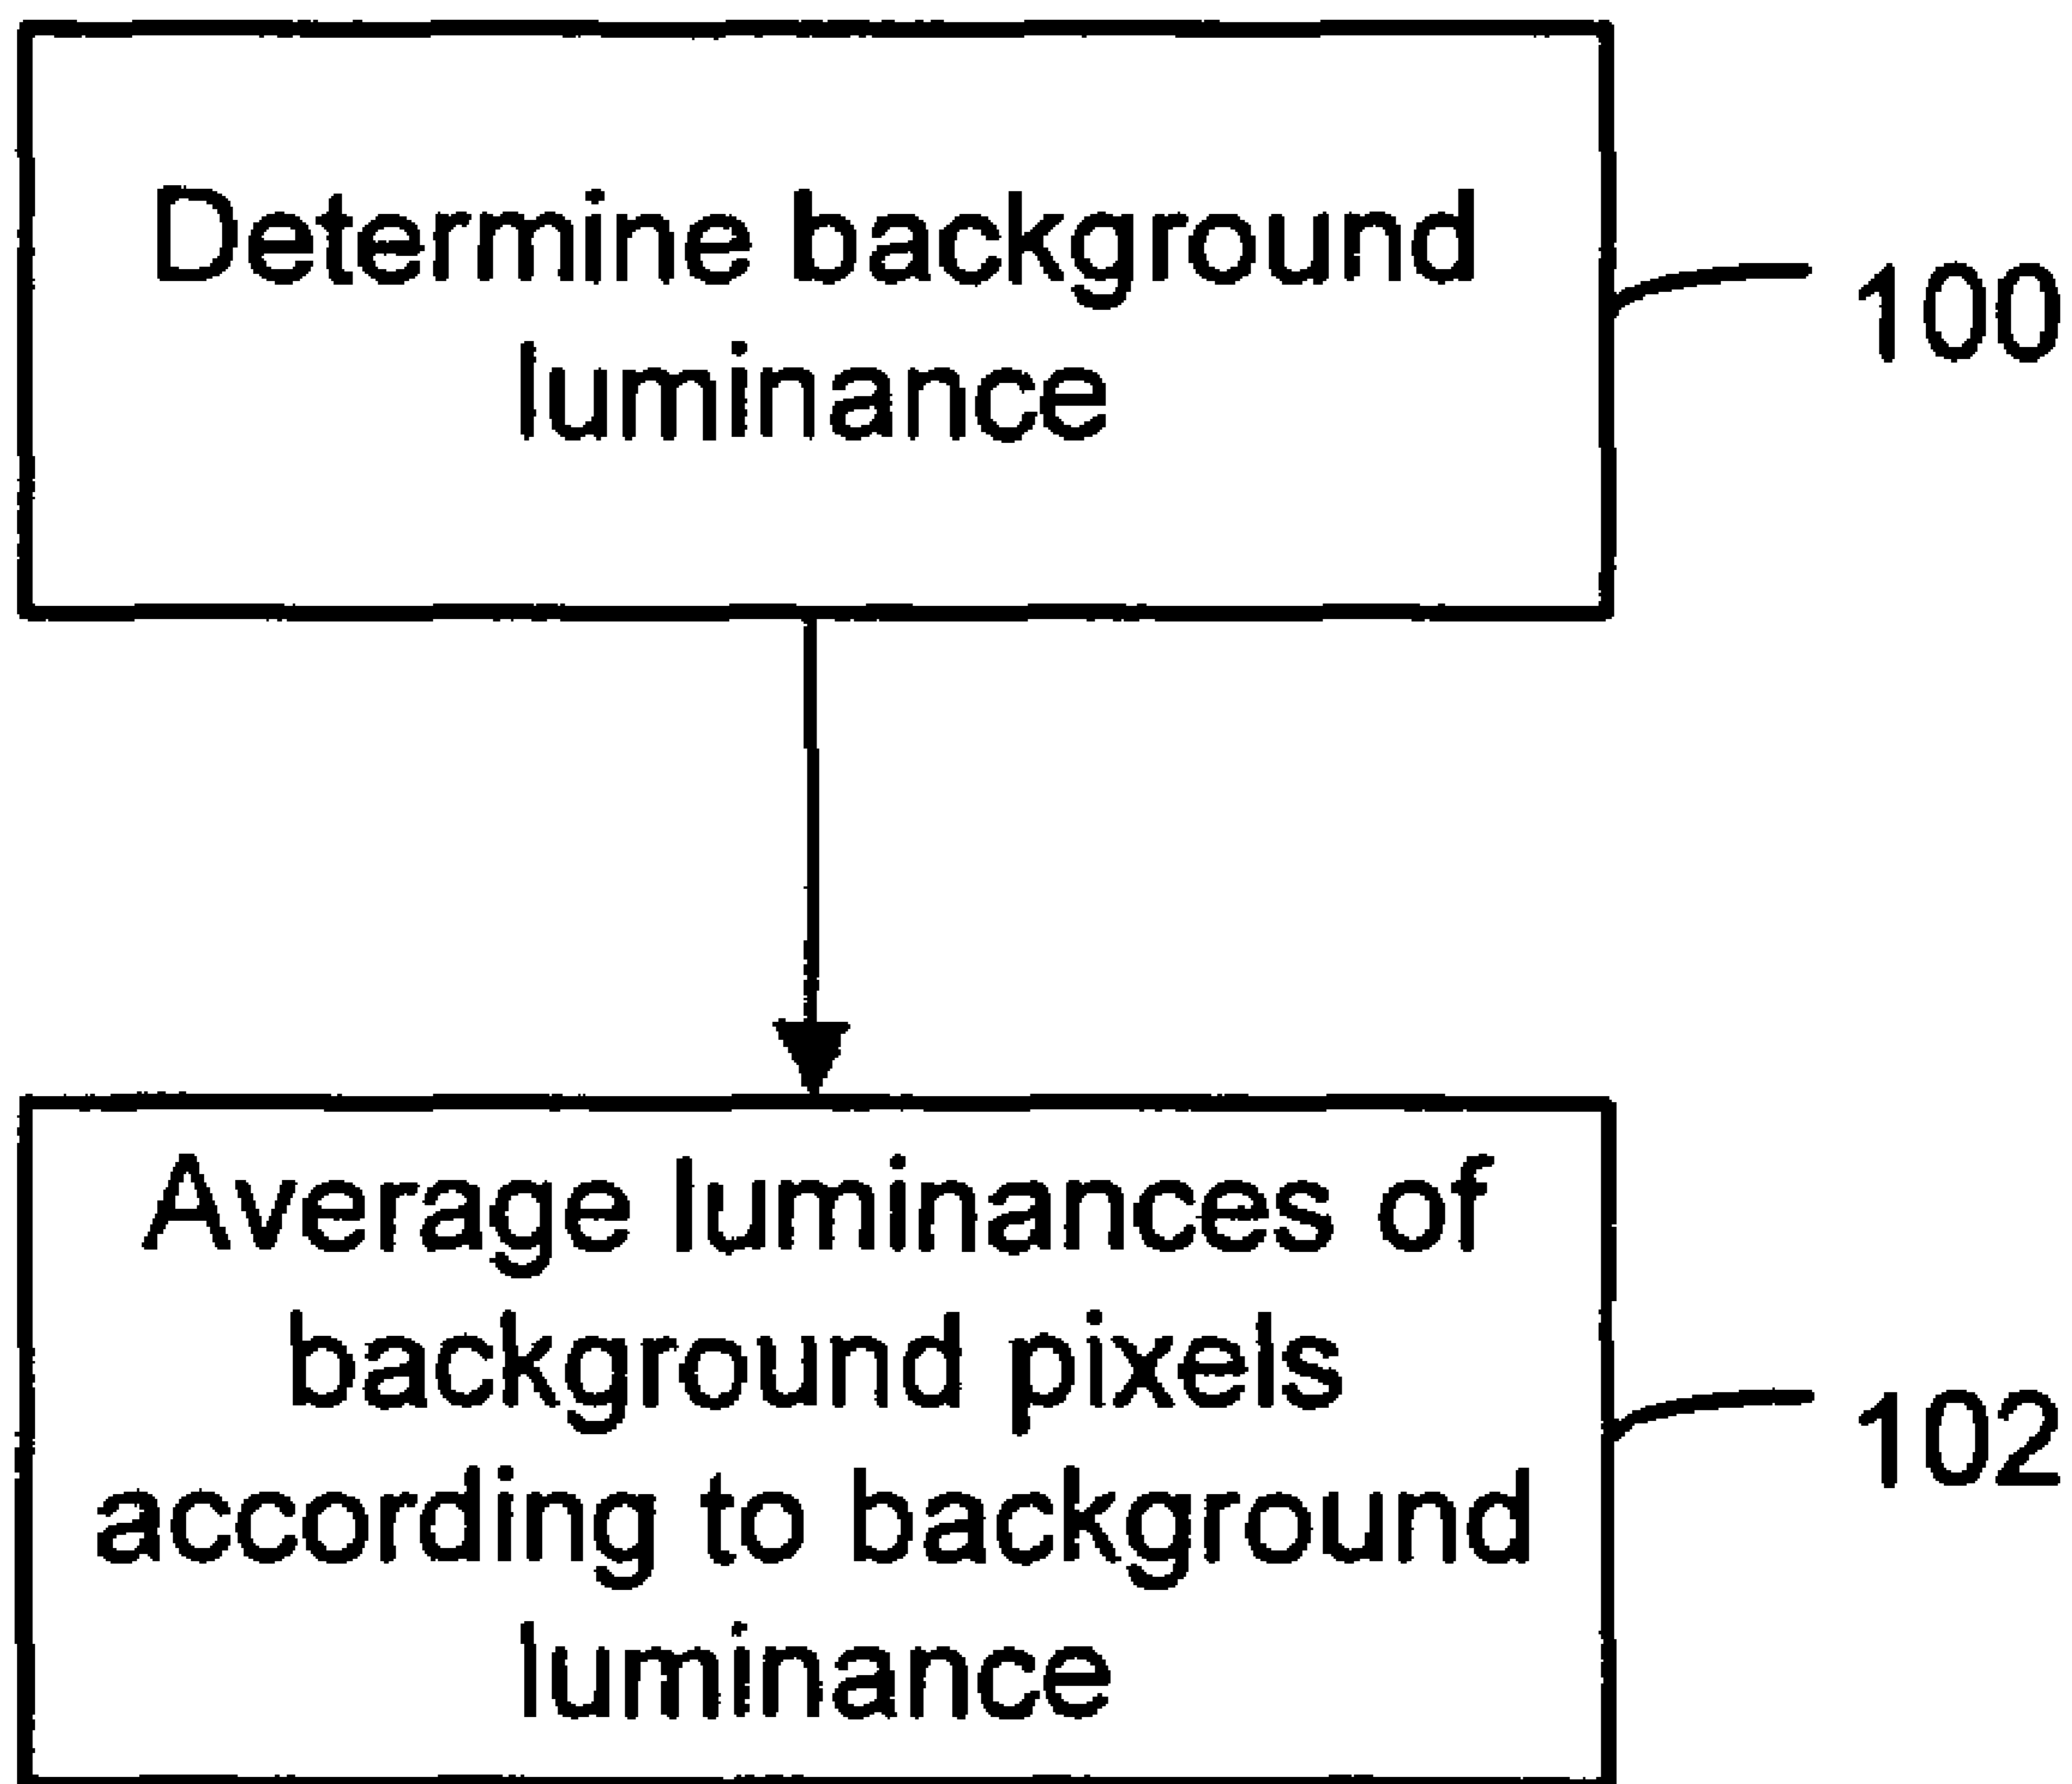 Determine background
luminance
100
Average luminances of
background pixels
according to background
luminance
102